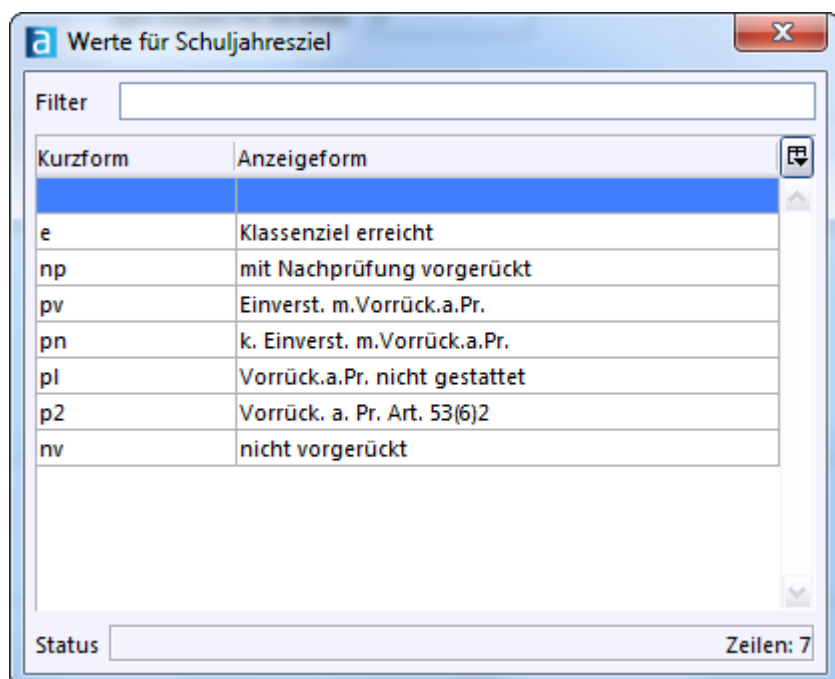 a Werte für Schuljahresziel
Filter
Kurzform Anzeigeform
e Klassenziel erreicht
np mit Nachprüfung vorgerückt
pv Einverst. m.Vorrück.a.Pr.
pn k. Einverst. m.Vorrück.a.Pr.
pl Vorrück.a.Pr. nicht gestattet
p2 Vorrück. a. Pr. Art. 53(6)2
nv nicht vorgerückt
Status Zeilen: 7